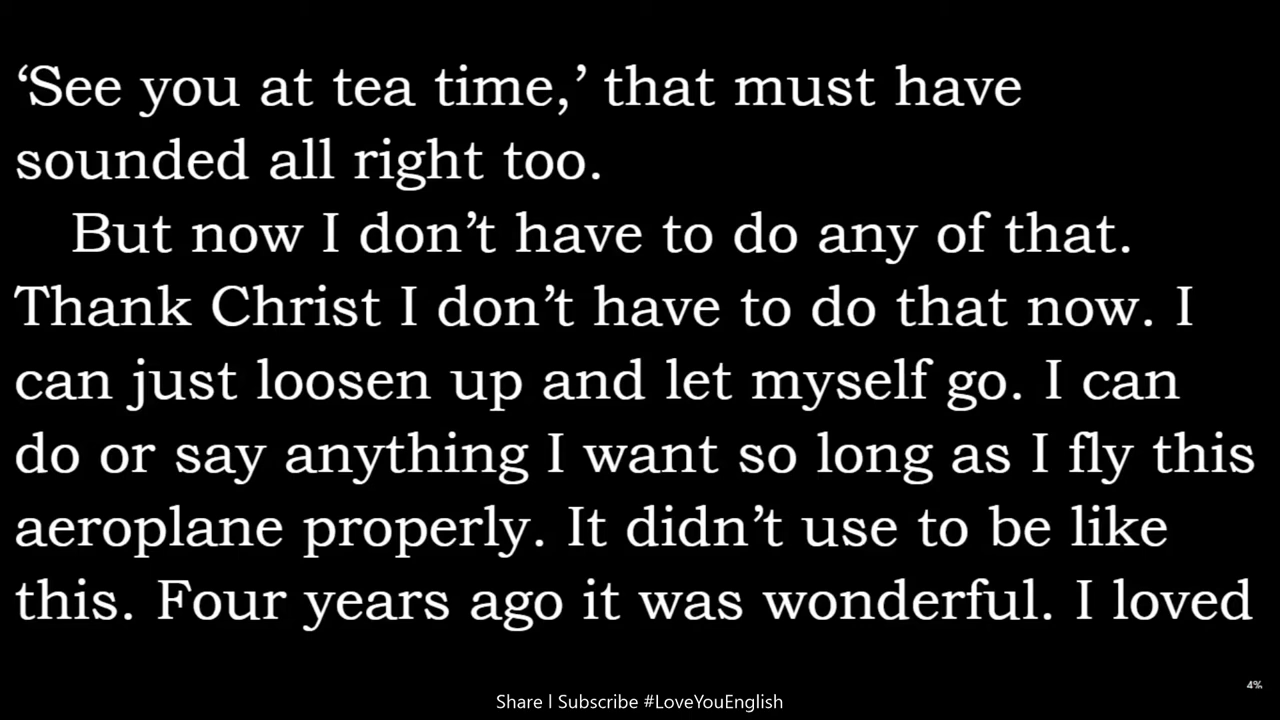 ‘See you at tea time,’ that must have
sounded all right too.
But now I don’t have to do any of that.
Thank Christ I don’t have to do that now. I
can just loosen up and let myself go. I can
do or say anything I want so long as I fly this
aeroplane properly. It didn’t use to be like
this. Four years ago it was wonderful. I loved
4%
Share | Subscribe #LoveYouEnglish